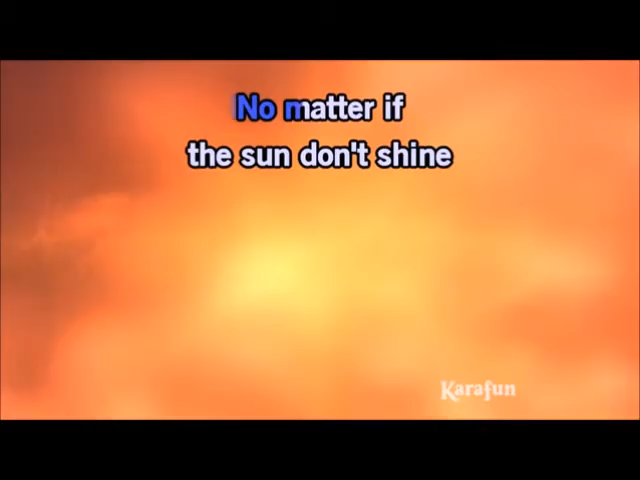 No matter if
the sun don't shine
Karafun